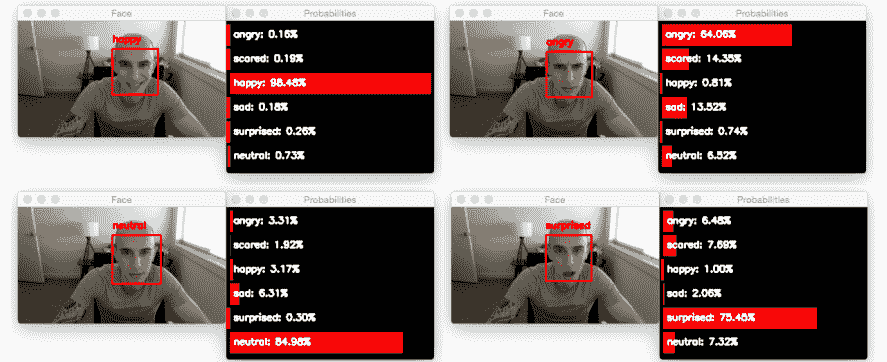 Face
Probabilities
happy
angry: 0.16%
scared: 0.19%
happy: 98.48%
sad: 0.18%
surprised: 0.26%
neutral: 0.73%
Face
Probabilities
angry
angry: 64.06%
scared: 14.35%
happy: 0.81%
sad: 13.52%
surprised: 0.74%
neutral: 6.52%
Face
Probabilities
neutral
angry: 3.31%
scared: 1.92%
happy: 3.17%
sad: 6.31%
surprised: 0.30%
neutral: 84.98%
Face
Probabilities
surprised
angry: 6.48%
scared: 7.69%
happy: 1.00%
sad: 2.06%
surprised: 75.45%
neutral: 7.32%